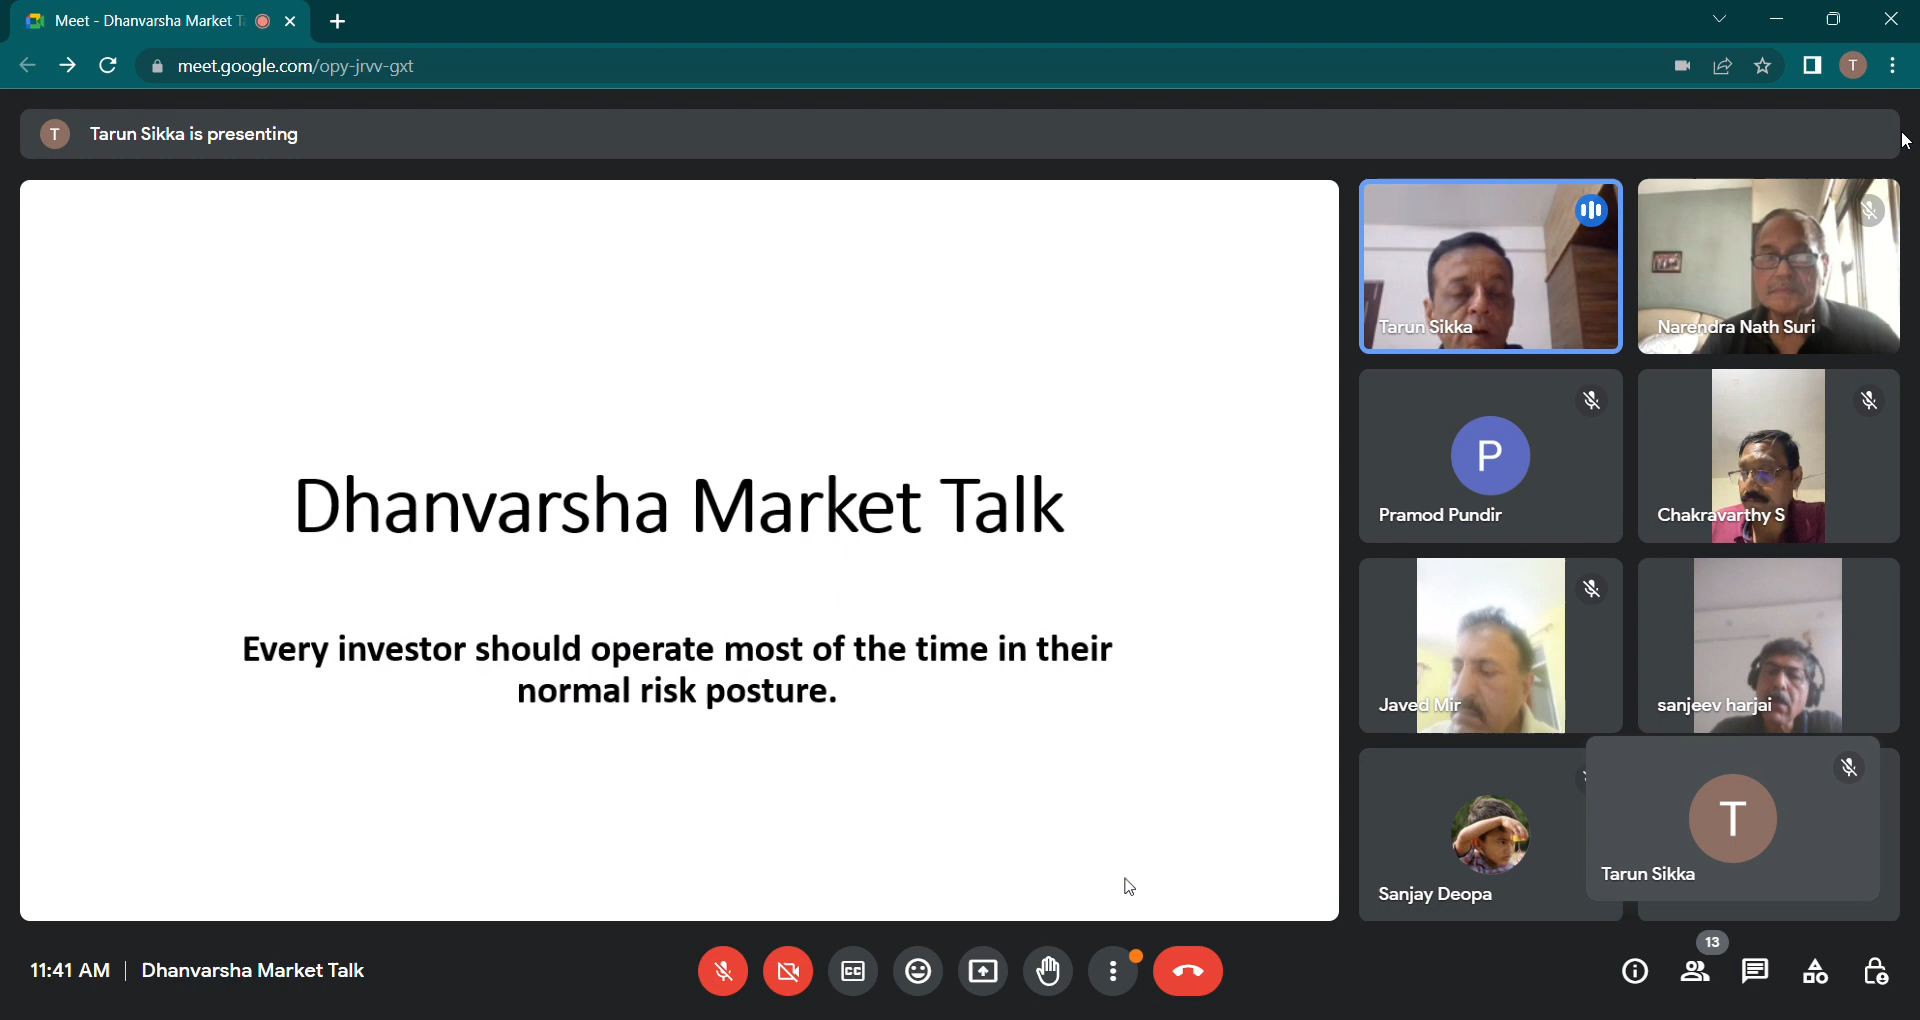 Meet - Dhanvarsha Market T
meet.google.com/opy-jrvv-gxt
T
T
Tarun Sikka is presenting
Dhanvarsha Market Talk
Every investor should operate most of the time in their
normal risk posture.
Tarun Sikka
Narendra Nath Suri
P
Pramod Pundir
Chakravarthy S
Javed Mir
sanjeev harjai
Sanjay Deopa
T
Tarun Sikka
11:41 AM
Dhanvarsha Market Talk
CC
13